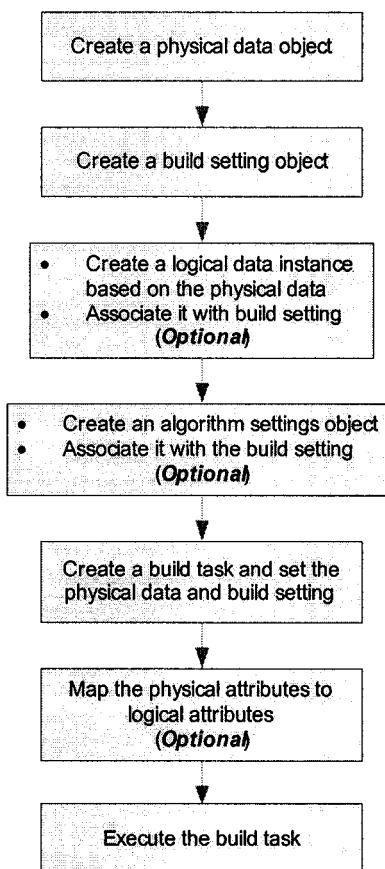 Create a physical data object
Create a build setting object
• Create a logical data instance
based on the physical data
• Associate it with build setting
(Optional)
• Create an algorithm settings object
• Associate it with the build setting
(Optional)
Create a build task and set the
physical data and build setting
Map the physical attributes to
logical attributes
(Optional)
Execute the build task